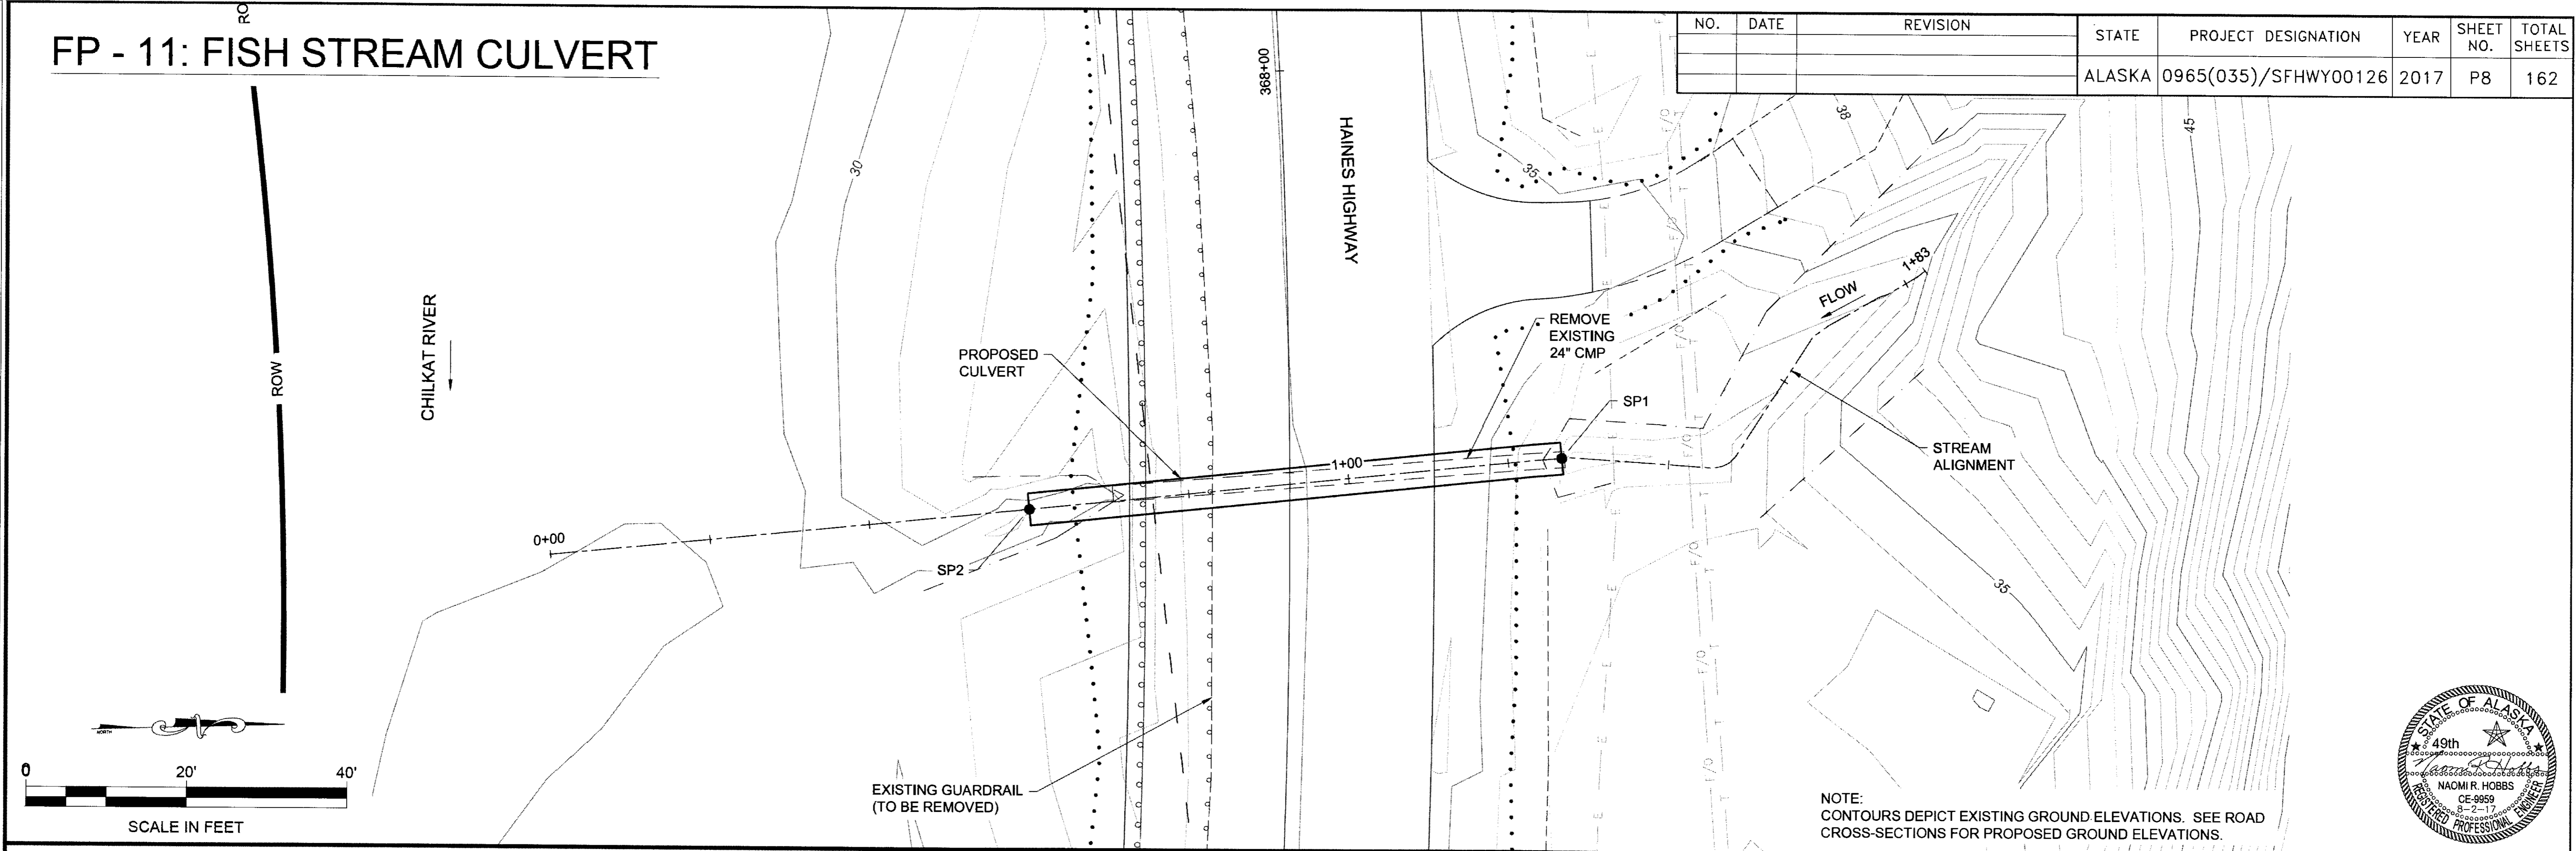 FP - 11: FISH STREAM CULVERT
NO. DATE REVISION STATE PROJECT DESIGNATION YEAR SHEET NO. TOTAL SHEETS
ALASKA 0965(035)/SFHWY00126 2017 P8 162
RO
ROW
CHILKAT RIVER
30
368+00
HAINES HIGHWAY
35
38
45
1+83
FLOW
REMOVE
EXISTING
24" CMP
PROPOSED
CULVERT
SP1
1+00
STREAM
ALIGNMENT
0+00
SP2
35
E E E E E E E
F/O F/O F/O F/O F/O F/O F/O
T T T T T T
NORTH
0 20' 40'
SCALE IN FEET
EXISTING GUARDRAIL
(TO BE REMOVED)
NOTE:
CONTOURS DEPICT EXISTING GROUND ELEVATIONS. SEE ROAD
CROSS-SECTIONS FOR PROPOSED GROUND ELEVATIONS.
STATE OF ALASKA
49th
Naomi R Hobbs
NAOMI R. HOBBS
CE-9959
8-2-17
REGISTERED PROFESSIONAL ENGINEER